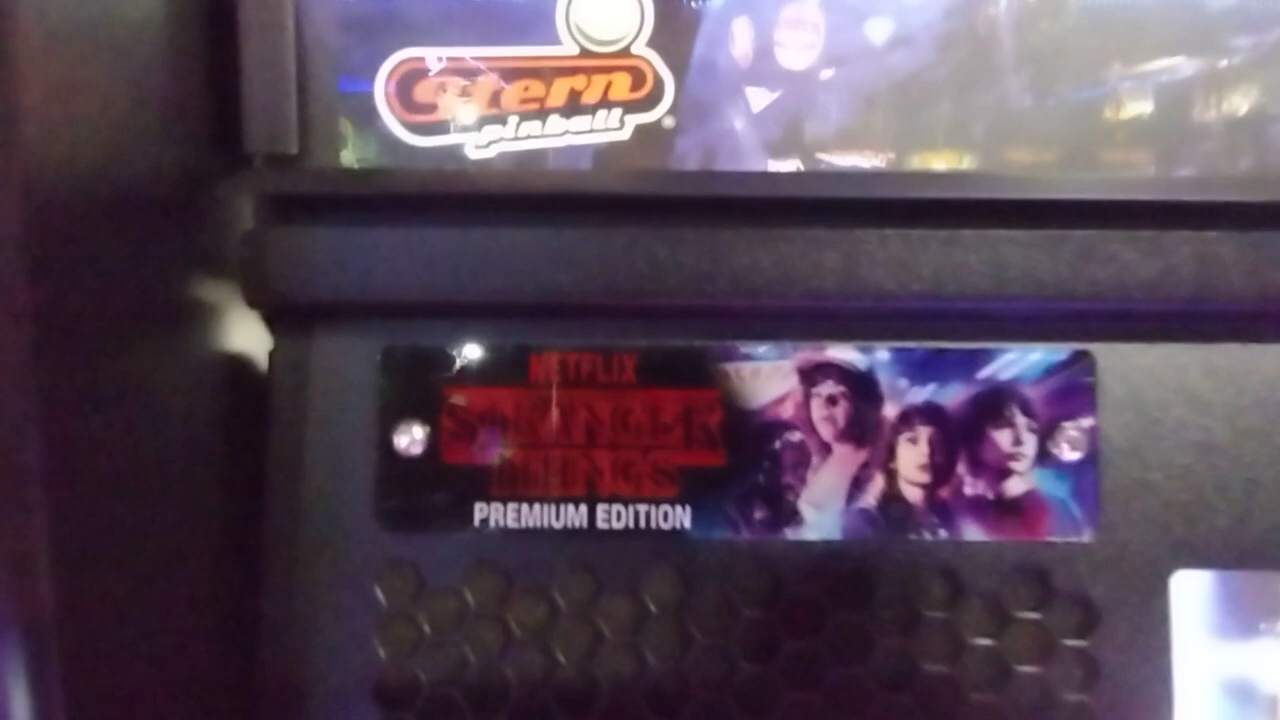 Stern
pinball
NETFLIX
STRANGER
THINGS
PREMIUM EDITION